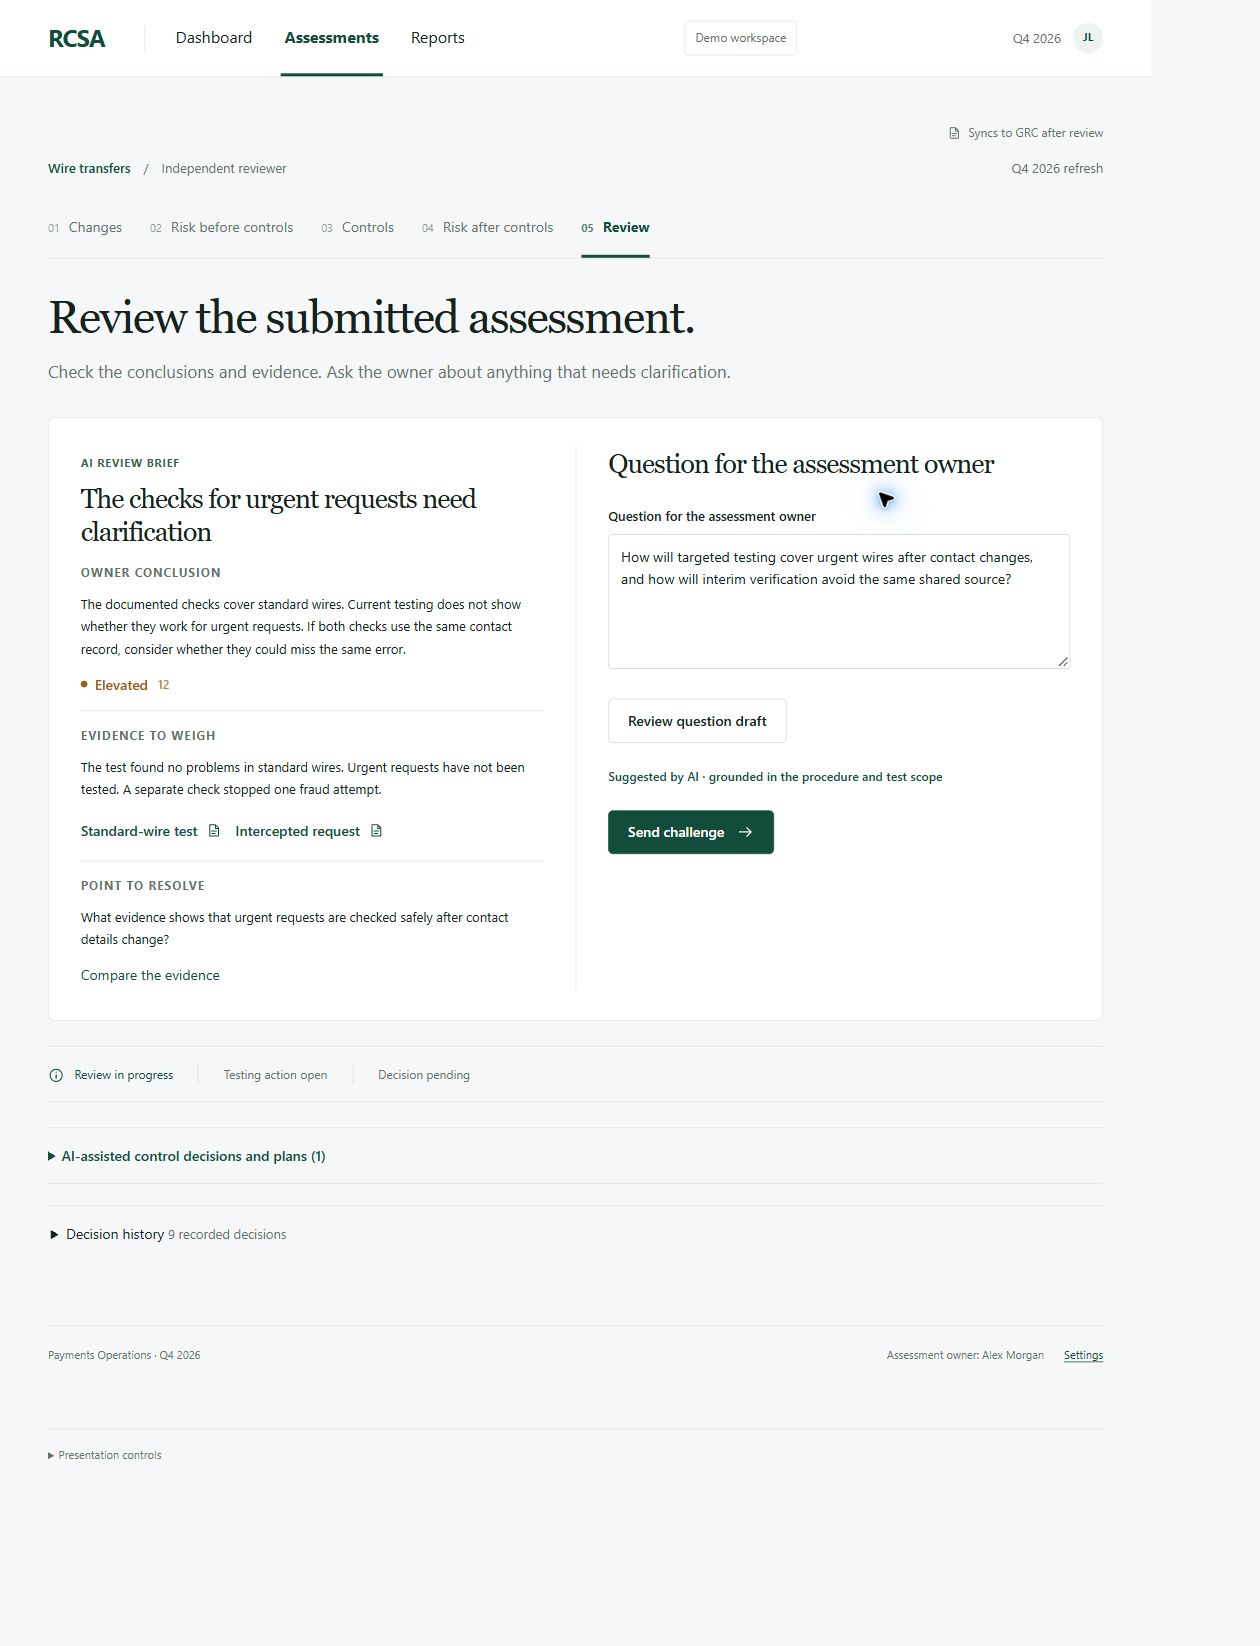 RCSA
Dashboard
Assessments
Reports
Demo workspace
Q4 2026
JL
Syncs to GRC after review
Wire transfers / Independent reviewer
Q4 2026 refresh
01 Changes
02 Risk before controls
03 Controls
04 Risk after controls
05 Review
Review the submitted assessment.
Check the conclusions and evidence. Ask the owner about anything that needs clarification.
AI REVIEW BRIEF
The checks for urgent requests need
clarification
OWNER CONCLUSION
The documented checks cover standard wires. Current testing does not show
whether they work for urgent requests. If both checks use the same contact
record, consider whether they could miss the same error.
Elevated 12
EVIDENCE TO WEIGH
The test found no problems in standard wires. Urgent requests have not been
tested. A separate check stopped one fraud attempt.
Standard-wire test
Intercepted request
POINT TO RESOLVE
What evidence shows that urgent requests are checked safely after contact
details change?
Compare the evidence
Question for the assessment owner
Question for the assessment owner
How will targeted testing cover urgent wires after contact changes,
and how will interim verification avoid the same shared source?
Review question draft
Suggested by AI · grounded in the procedure and test scope
Send challenge
Review in progress
Testing action open
Decision pending
AI-assisted control decisions and plans (1)
Decision history 9 recorded decisions
Payments Operations · Q4 2026
Assessment owner: Alex Morgan
Settings
Presentation controls